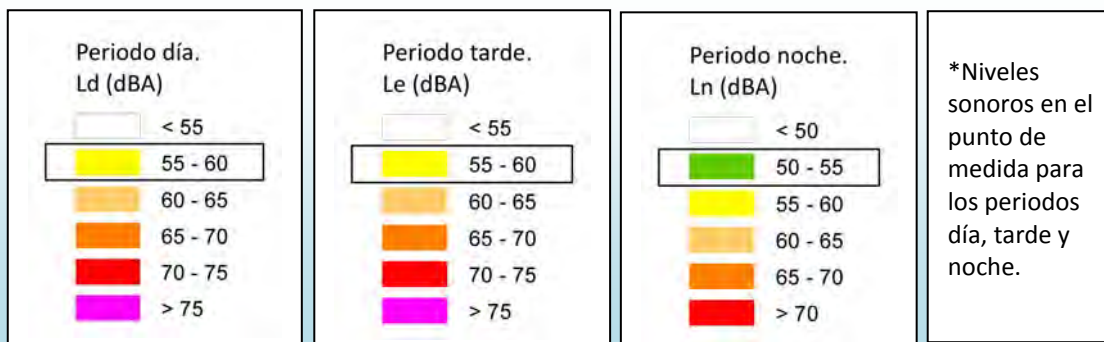 Periodo día.
Ld (dBA)
< 55
55 - 60
60 - 65
65 - 70
70 - 75
> 75
Periodo tarde.
Le (dBA)
< 55
55 - 60
60 - 65
65 - 70
70 - 75
> 75
Periodo noche.
Ln (dBA)
< 50
50 - 55
55 - 60
60 - 65
65 - 70
> 70
*Niveles
sonoros en el
punto de
medida para
los periodos
día, tarde y
noche.